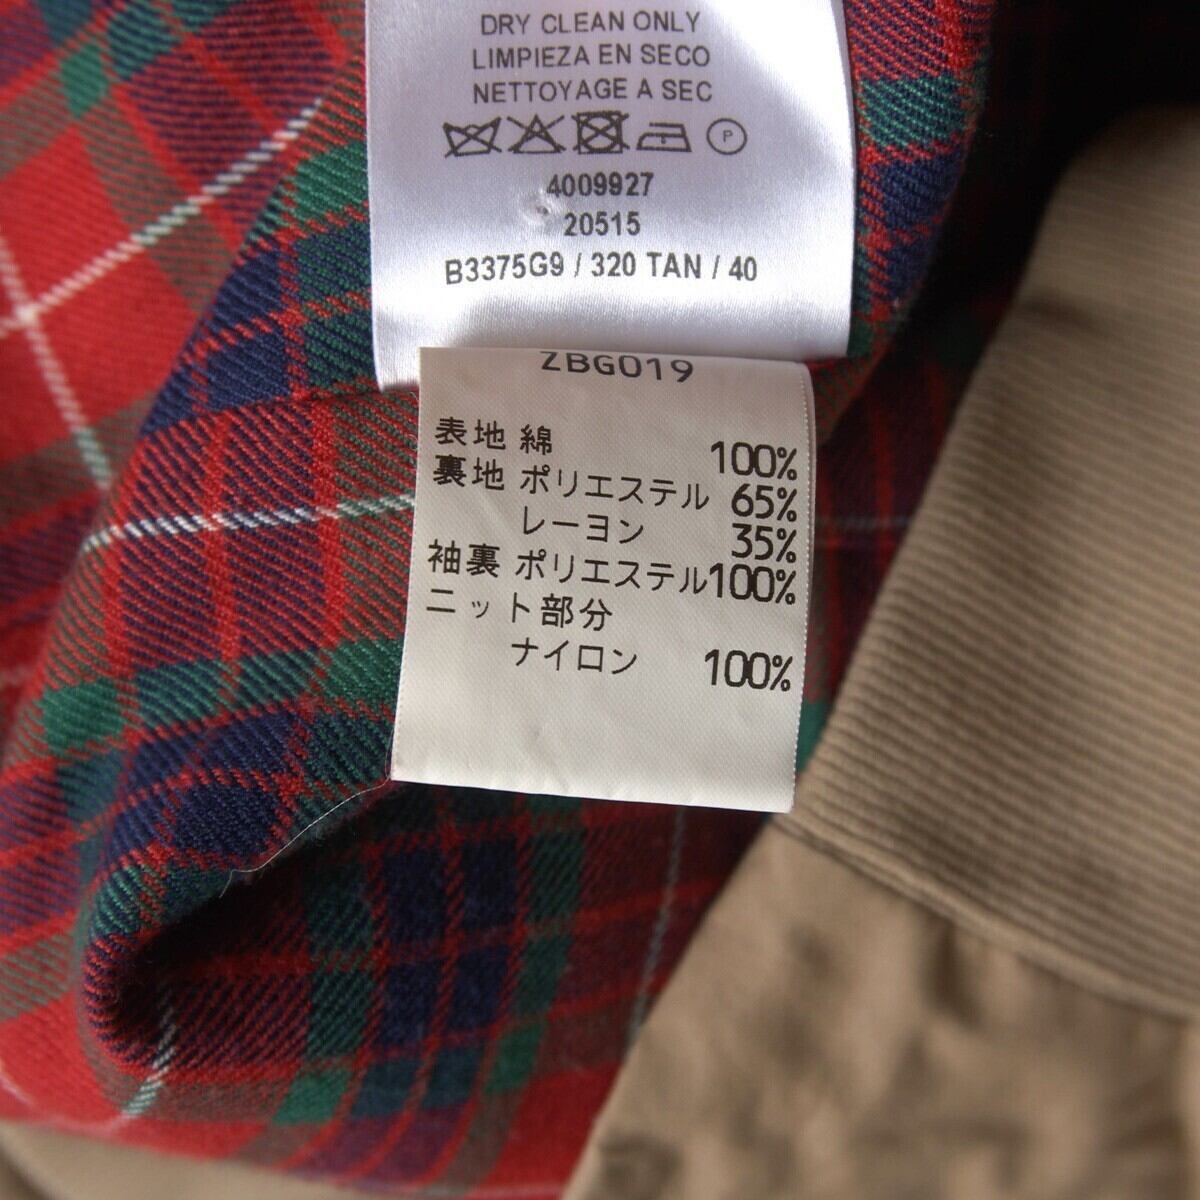 DRY CLEAN ONLY
LIMPIEZA EN SECO
NETTOYAGE A SEC
P
4009927
20515
B3375G9 / 320 TAN / 40
ZBG019
表地 綿 100%
裏地 ポリエステル 65%
レーヨン 35%
袖裏 ポリエステル100%
ニット部分
ナイロン 100%